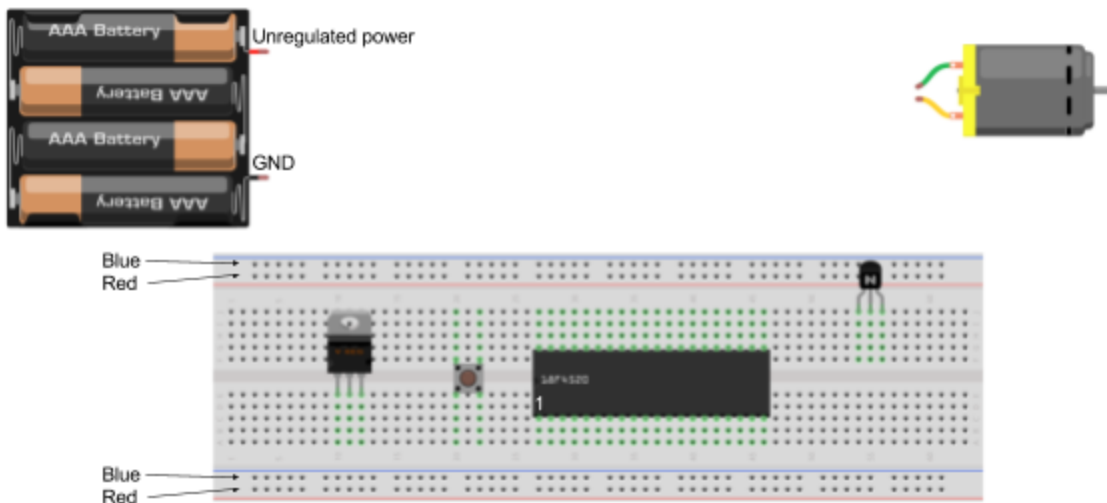 AAA Battery
Unregulated power
AAA Battery
AAA Battery
GND
AAA Battery
Blue
Red
N
18F4520
1
Blue
Red